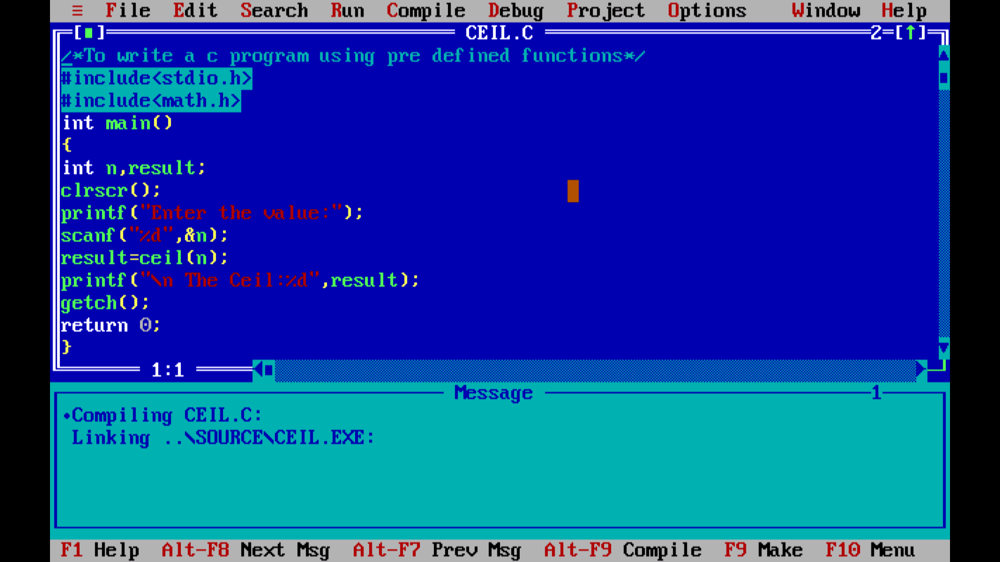 ≡ File Edit Search Run Compile Debug Project Options Window Help
[■] CEIL.C 2=[↑]
/*To write a c program using pre defined functions*/
#include<stdio.h>
#include<math.h>
int main()
{
int n,result;
clrscr();
printf("Enter the value:");
scanf("%d",&n);
result=ceil(n);
printf("\n The Ceil:%d",result);
getch();
return 0;
}
1:1
Message 1
•Compiling CEIL.C:
Linking ..\SOURCE\CEIL.EXE:
F1 Help Alt-F8 Next Msg Alt-F7 Prev Msg Alt-F9 Compile F9 Make F10 Menu